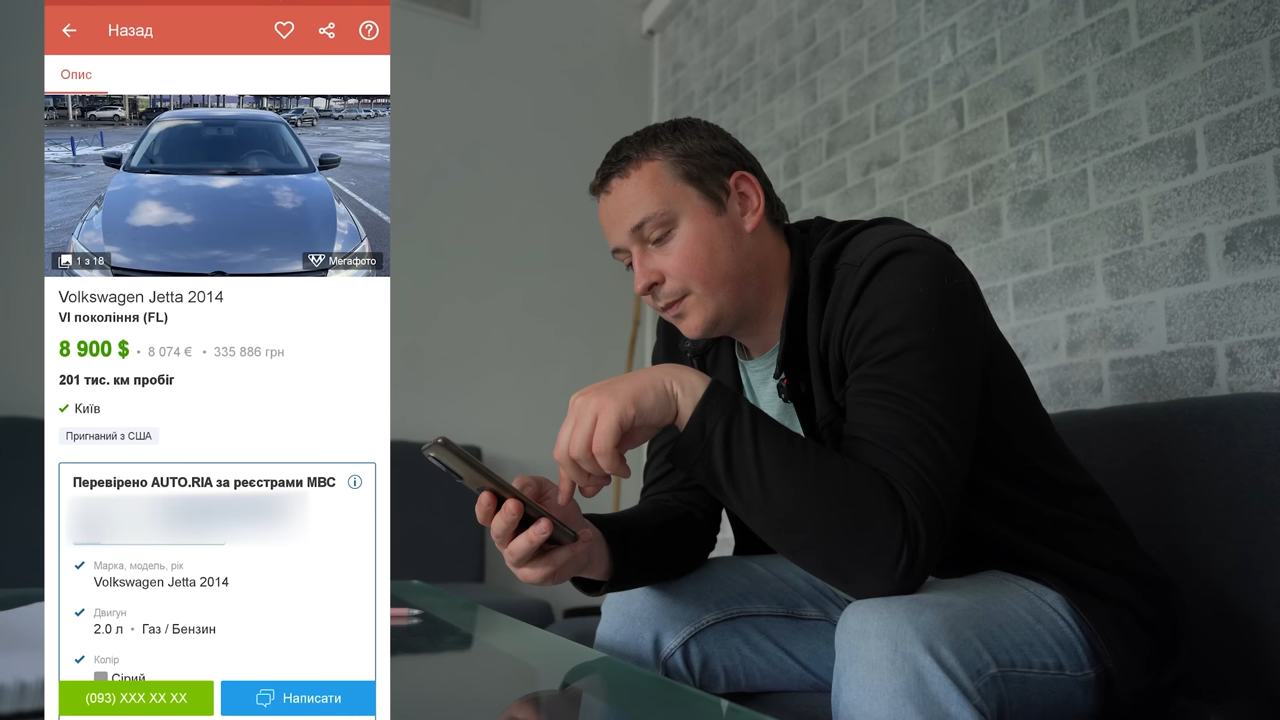 Назад
Опис
1 з 18
Мегафото
Volkswagen Jetta 2014
VI покоління (FL)
8 900 $ • 8 074 € • 335 886 грн
201 тис. км пробіг
Київ
Пригнаний з США
Перевірено AUTO.RIA за реєстрами МВС
Марка, модель, рік
Volkswagen Jetta 2014
Двигун
2.0 л • Газ / Бензин
Колір
Сірий
(093) XXX XX XX
Написати